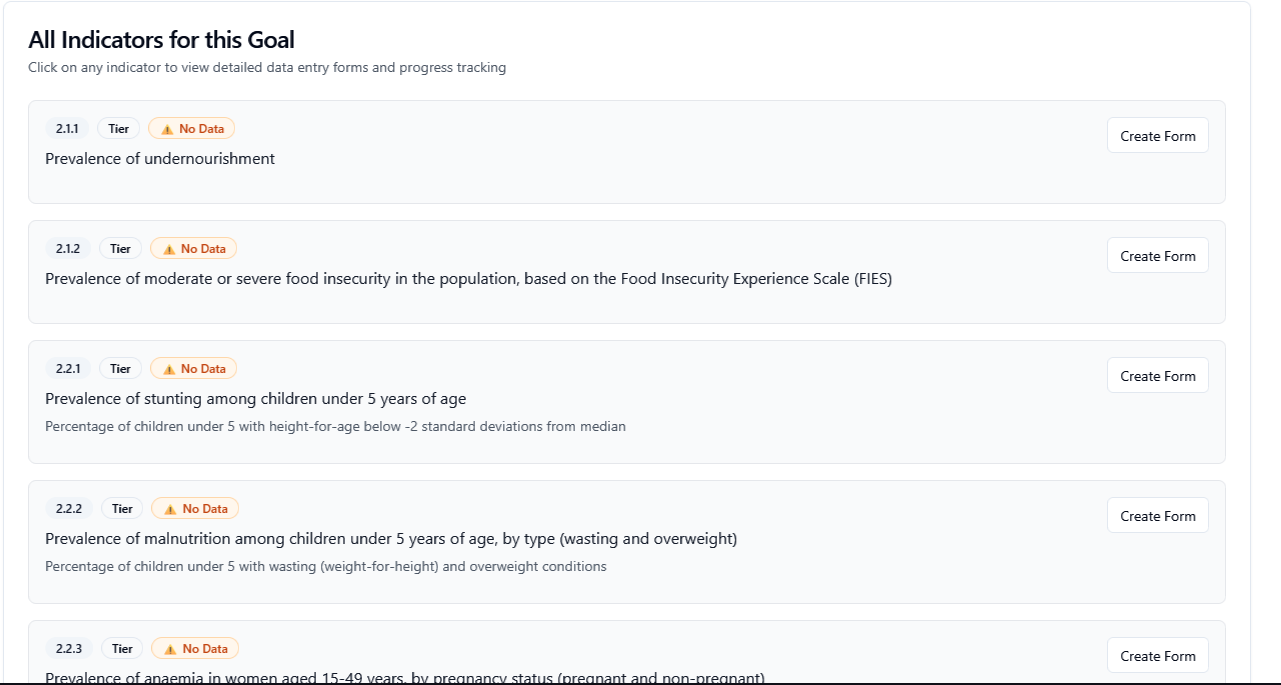 All Indicators for this Goal
Click on any indicator to view detailed data entry forms and progress tracking
2.1.1 Tier ⚠ No Data Create Form
Prevalence of undernourishment
2.1.2 Tier ⚠ No Data Create Form
Prevalence of moderate or severe food insecurity in the population, based on the Food Insecurity Experience Scale (FIES)
2.2.1 Tier ⚠ No Data Create Form
Prevalence of stunting among children under 5 years of age
Percentage of children under 5 with height-for-age below -2 standard deviations from median
2.2.2 Tier ⚠ No Data Create Form
Prevalence of malnutrition among children under 5 years of age, by type (wasting and overweight)
Percentage of children under 5 with wasting (weight-for-height) and overweight conditions
2.2.3 Tier ⚠ No Data Create Form
Prevalence of anaemia in women aged 15-49 years, by pregnancy status (pregnant and non-pregnant)